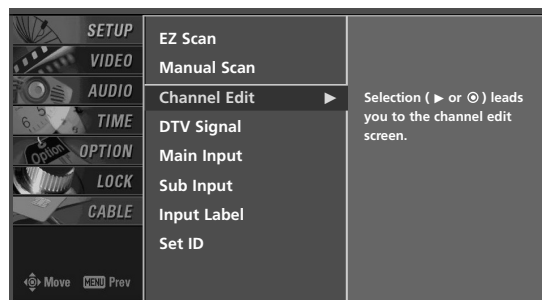 SETUP
VIDEO
AUDIO
TIME
OPTION
LOCK
CABLE
Move MENU Prev
EZ Scan
Manual Scan
Channel Edit ▶
DTV Signal
Main Input
Sub Input
Input Label
Set ID
Selection ( ▶ or ⊙ ) leads
you to the channel edit
screen.